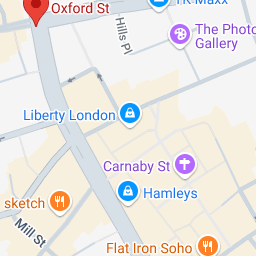 Oxford St
Hills Pl
TK Maxx
The Photo
Gallery
Liberty London
Carnaby St
Hamleys
sketch
Mill St
Flat Iron Soho